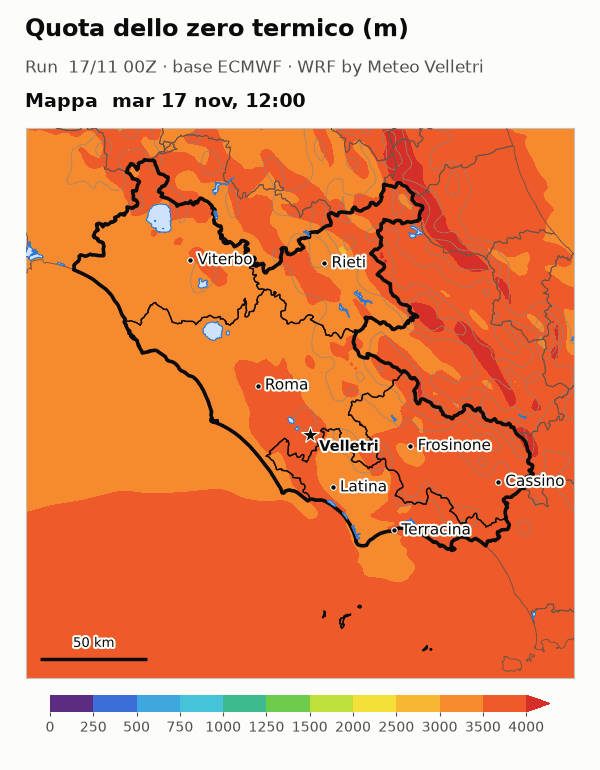 Quota dello zero termico (m)
Run 17/11 00Z · base ECMWF · WRF by Meteo Velletri
Mappa mar 17 nov, 12:00
Viterbo
Rieti
Roma
Velletri
Frosinone
Latina
Cassino
Terracina
50 km
0 250 500 750 1000 1250 1500 2000 2500 3000 3500 4000